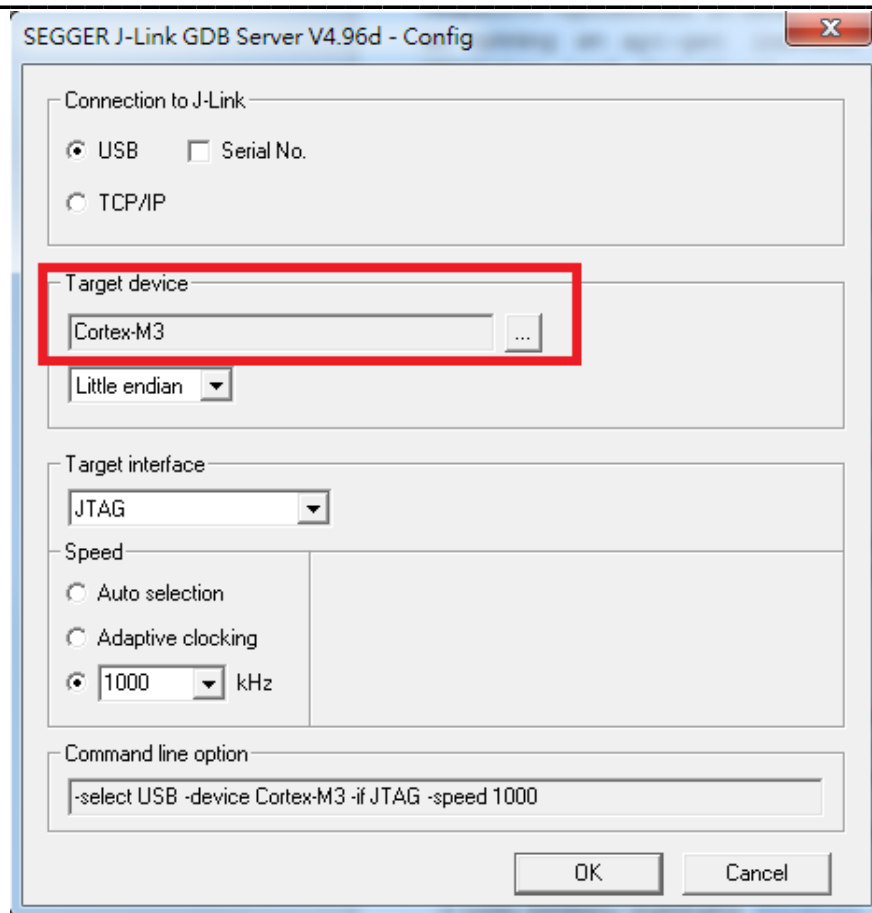 SEGGER J-Link GDB Server V4.96d - Config
Connection to J-Link
USB Serial No.
TCP/IP
Target device
Cortex-M3 ...
Little endian
Target interface
JTAG
Speed
Auto selection
Adaptive clocking
1000 kHz
Command line option
-select USB -device Cortex-M3 -if JTAG -speed 1000
OK Cancel